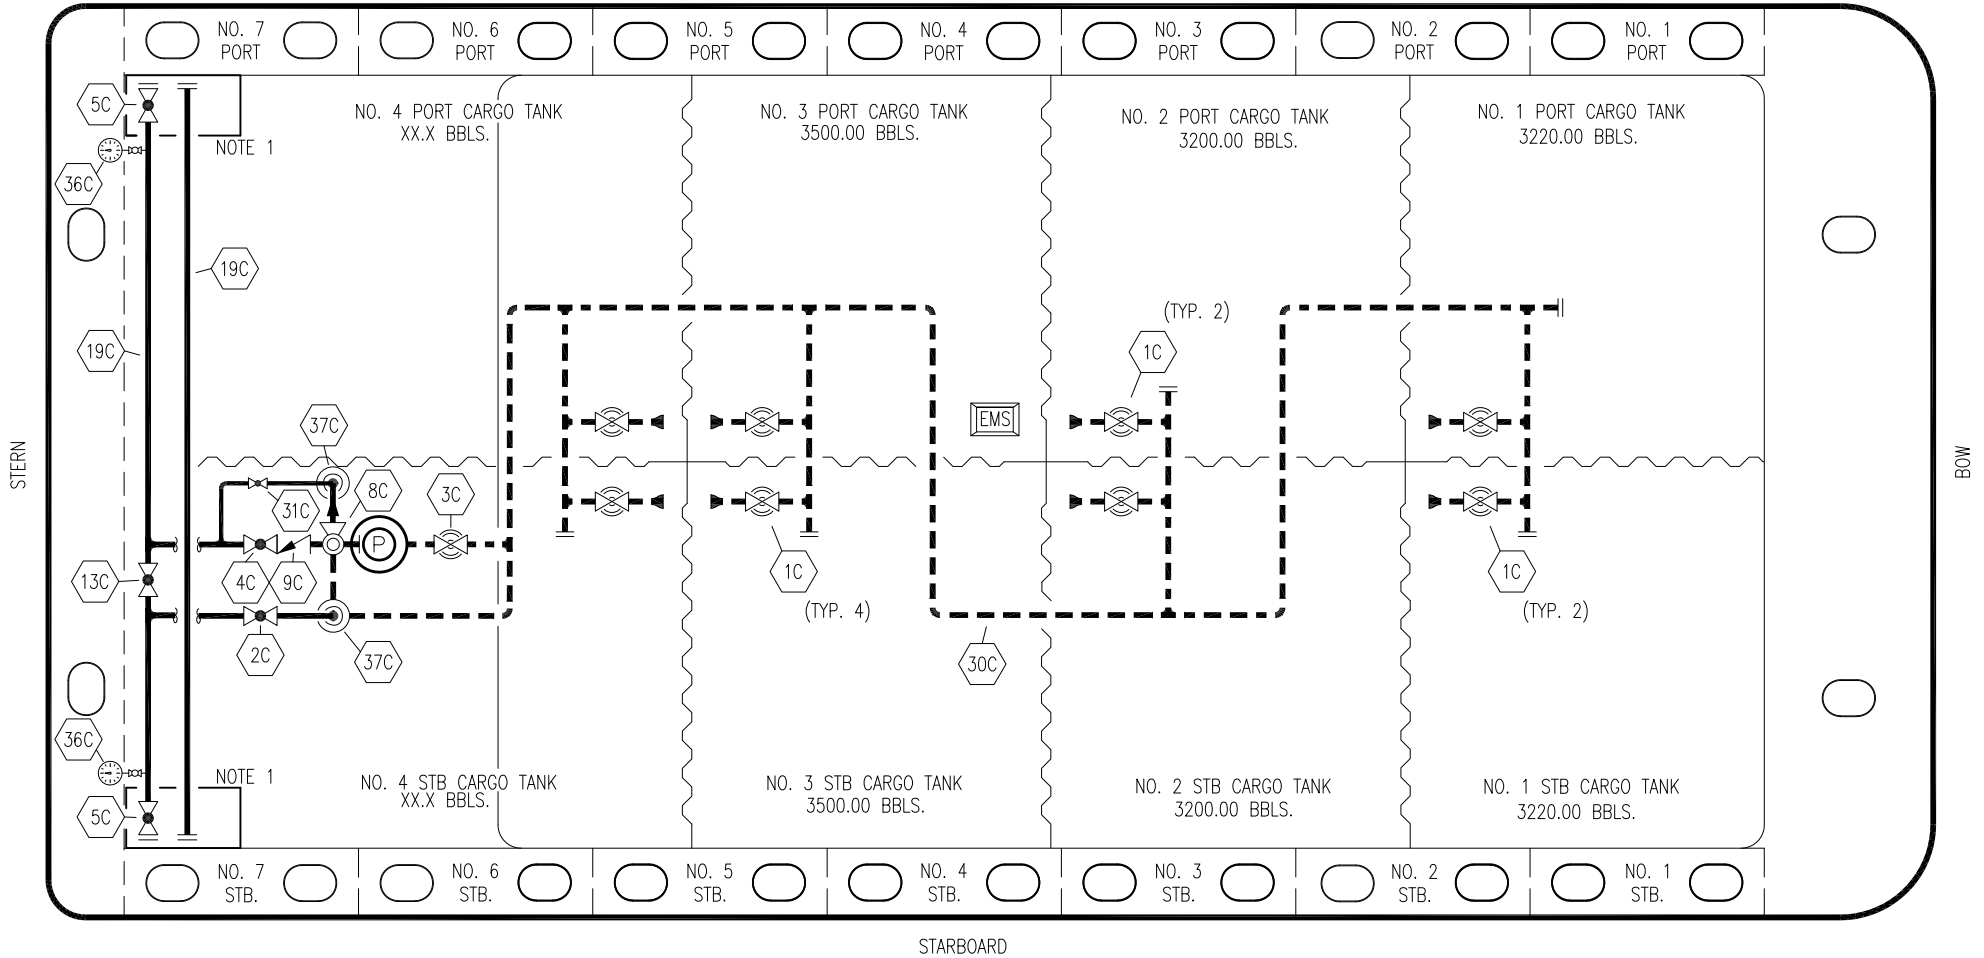 NO. 7
PORT
NO. 6
PORT
NO. 5
PORT
NO. 4
PORT
NO. 3
PORT
NO. 2
PORT
NO. 1
PORT
5C
NO. 4 PORT CARGO TANK
XX.X BBLS.
NO. 3 PORT CARGO TANK
3500.00 BBLS.
NO. 2 PORT CARGO TANK
3200.00 BBLS.
NO. 1 PORT CARGO TANK
3220.00 BBLS.
NOTE 1
36C
19C
19C
(TYP. 2)
1C
37C
EMS
STERN
BOW
8C
3C
31C
P
13C
4C
9C
1C
(TYP. 4)
1C
(TYP. 2)
2C
37C
30C
36C
NOTE 1
5C
NO. 4 STB CARGO TANK
XX.X BBLS.
NO. 3 STB CARGO TANK
3500.00 BBLS.
NO. 2 STB CARGO TANK
3200.00 BBLS.
NO. 1 STB CARGO TANK
3220.00 BBLS.
NO. 7
STB.
NO. 6
STB.
NO. 5
STB.
NO. 4
STB.
NO. 3
STB.
NO. 2
STB.
NO. 1
STB.
STARBOARD